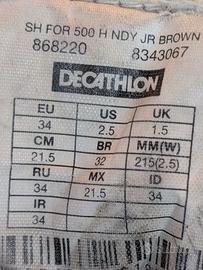 SH FOR 500 H NDY JR BROWN
868220 8343067
DECATHLON
EU US UK
34 2.5 1.5
CM BR MM(W)
21.5 32 215(2.5)
RU MX ID
34 21.5 34
IR
34